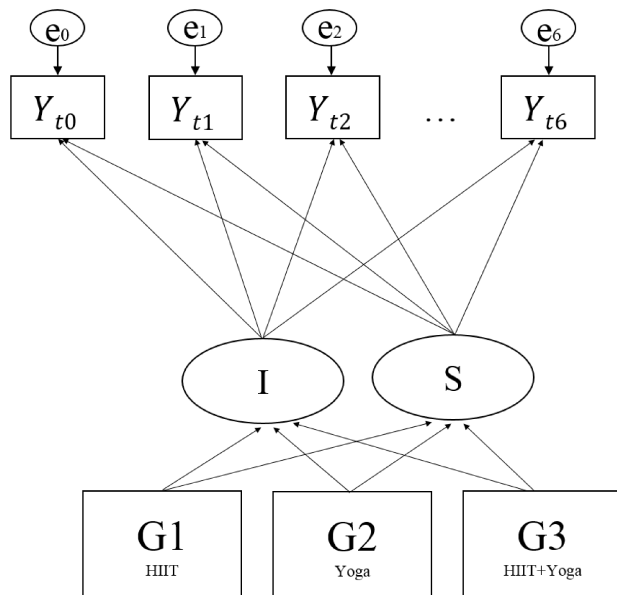 e0 e1 e2 e6
Yt0 Yt1 Yt2 ... Yt6
I S
G1 G2 G3
HIIT Yoga HIIT+Yoga